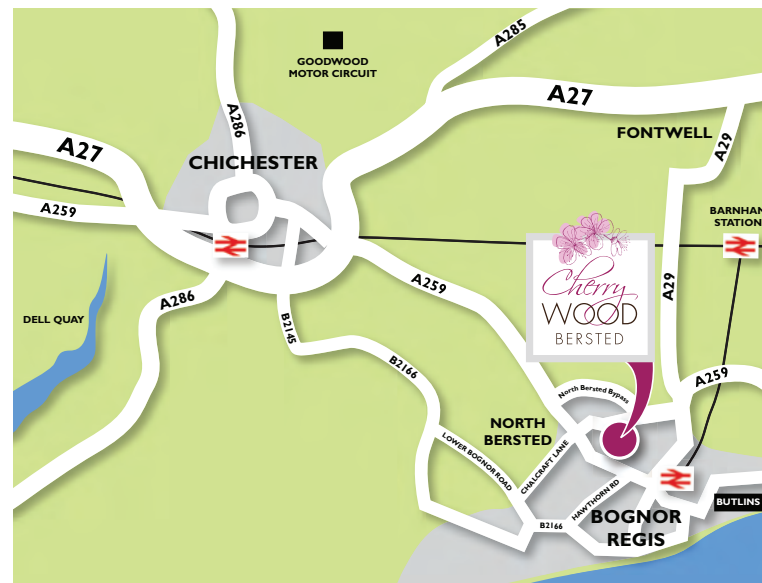 A285
GOODWOOD
MOTOR CIRCUIT
A27
A286
FONTWELL
A29
A27
CHICHESTER
A259
BARNHAM
STATION
Cherry
WOOD
BERSTED
A259
A29
A286
DELL QUAY
B2145
B2166
A259
North Bersted Bypass
NORTH
BERSTED
LOWER BOGNOR ROAD
CHALCRAFT LANE
HAWTHORN RD
BUTLINS
B2166
BOGNOR
REGIS